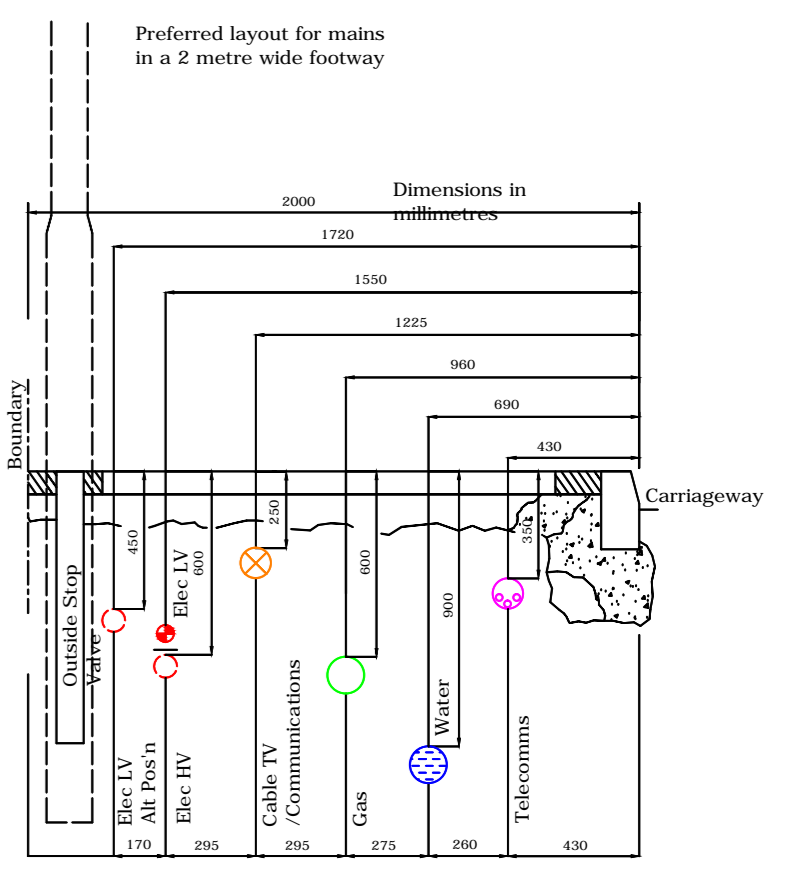 Preferred layout for mains
in a 2 metre wide footway
Dimensions in
millimetres
2000
1720
1550
1225
960
690
430
Boundary
Carriageway
450
600
250
600
900
350
Outside Stop
Valve
Elec LV
Elec LV
Alt Pos'n
Elec HV
Cable TV
/Communications
Gas
Water
Telecomms
170
295
295
275
260
430